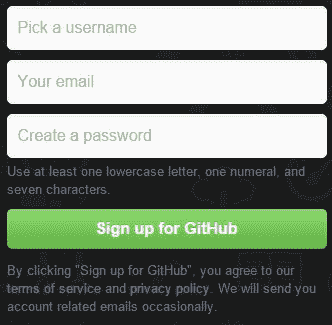 Pick a username
Your email
Create a password
Use at least one lowercase letter, one numeral, and
seven characters.
Sign up for GitHub
By clicking "Sign up for GitHub", you agree to our
terms of service and privacy policy. We will send you
account related emails occasionally.